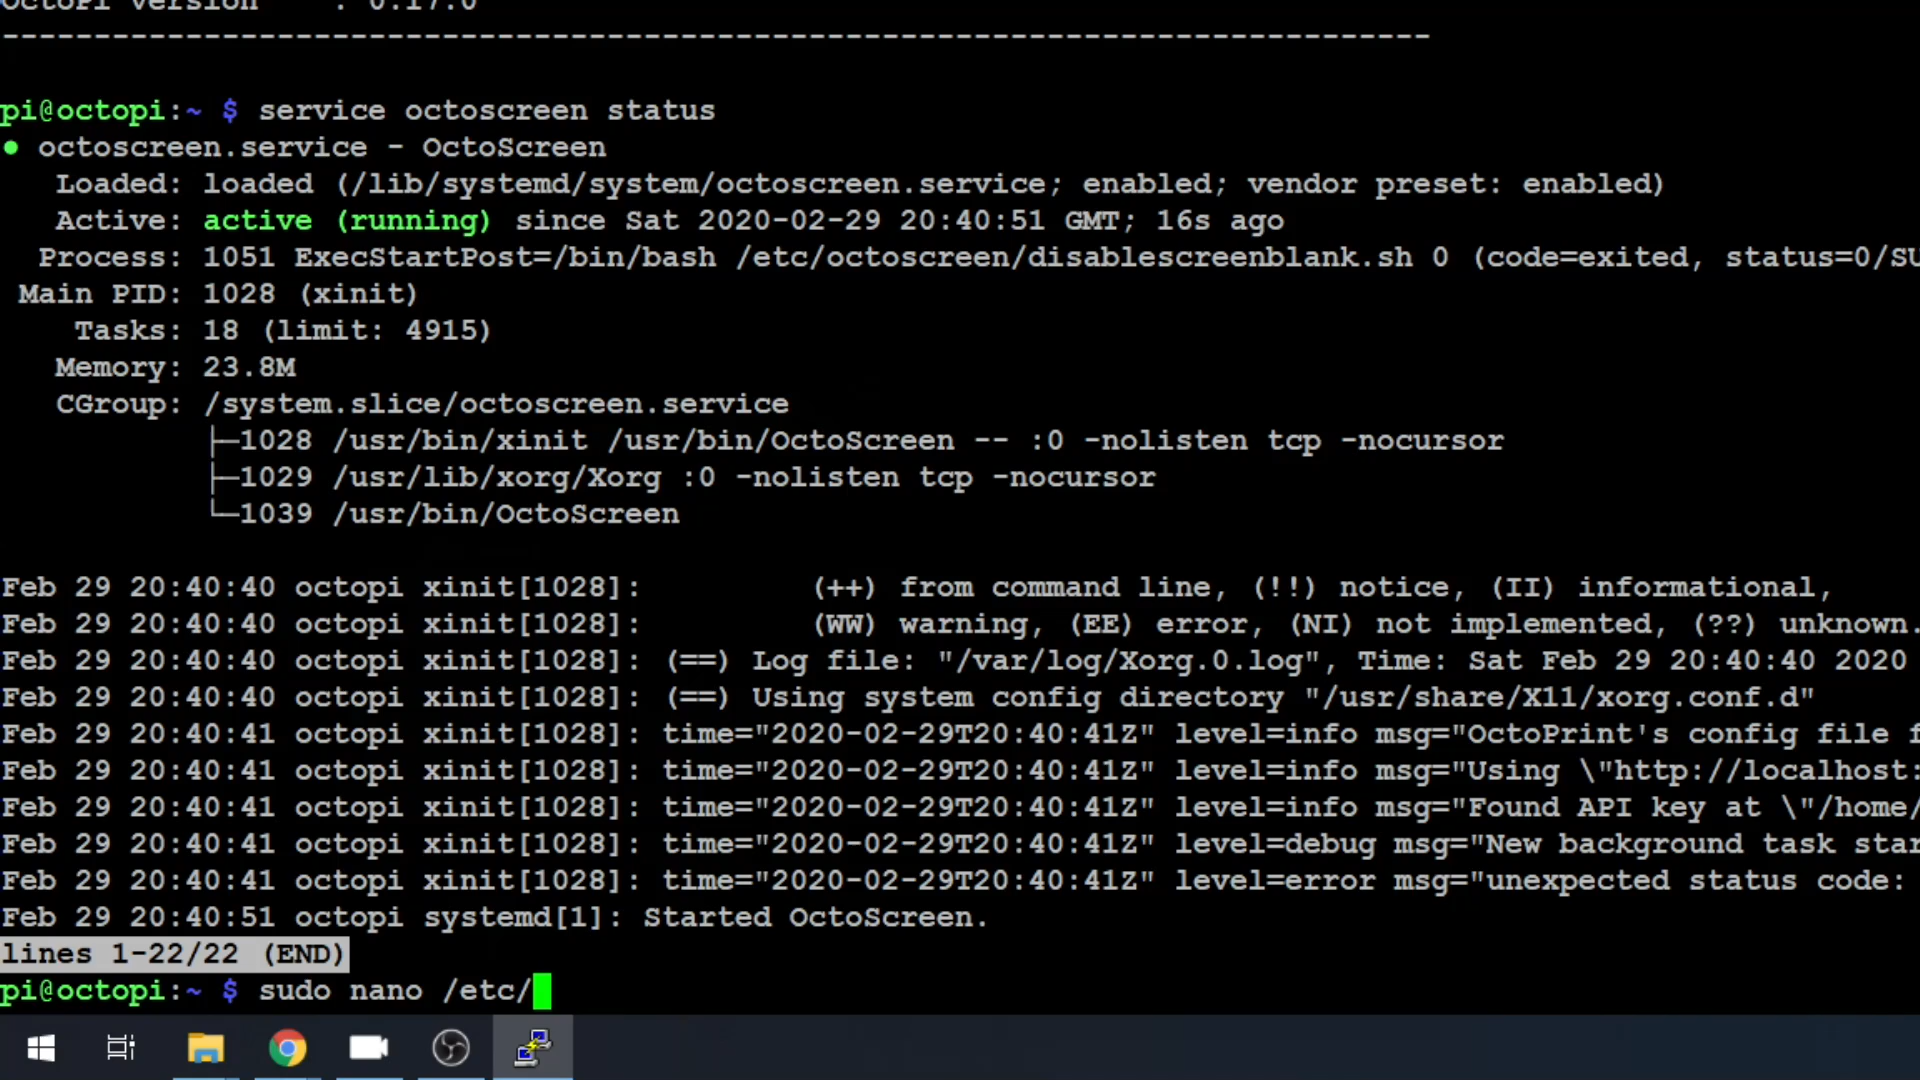 OctoPi version    : 0.17.0
------------------------------------------------------------------------------
pi@octopi:~ $ service octoscreen status
● octoscreen.service - OctoScreen
   Loaded: loaded (/lib/systemd/system/octoscreen.service; enabled; vendor preset: enabled)
   Active: active (running) since Sat 2020-02-29 20:40:51 GMT; 16s ago
  Process: 1051 ExecStartPost=/bin/bash /etc/octoscreen/disablescreenblank.sh 0 (code=exited, status=0/SU
 Main PID: 1028 (xinit)
    Tasks: 18 (limit: 4915)
   Memory: 23.8M
   CGroup: /system.slice/octoscreen.service
           ├─1028 /usr/bin/xinit /usr/bin/OctoScreen -- :0 -nolisten tcp -nocursor
           ├─1029 /usr/lib/xorg/Xorg :0 -nolisten tcp -nocursor
           └─1039 /usr/bin/OctoScreen
Feb 29 20:40:40 octopi xinit[1028]:         (++) from command line, (!!) notice, (II) informational,
Feb 29 20:40:40 octopi xinit[1028]:         (WW) warning, (EE) error, (NI) not implemented, (??) unknown.
Feb 29 20:40:40 octopi xinit[1028]: (==) Log file: "/var/log/Xorg.0.log", Time: Sat Feb 29 20:40:40 2020
Feb 29 20:40:40 octopi xinit[1028]: (==) Using system config directory "/usr/share/X11/xorg.conf.d"
Feb 29 20:40:41 octopi xinit[1028]: time="2020-02-29T20:40:41Z" level=info msg="OctoPrint's config file f
Feb 29 20:40:41 octopi xinit[1028]: time="2020-02-29T20:40:41Z" level=info msg="Using \"http://localhost:
Feb 29 20:40:41 octopi xinit[1028]: time="2020-02-29T20:40:41Z" level=info msg="Found API key at \"/home/
Feb 29 20:40:41 octopi xinit[1028]: time="2020-02-29T20:40:41Z" level=debug msg="New background task star
Feb 29 20:40:41 octopi xinit[1028]: time="2020-02-29T20:40:41Z" level=error msg="unexpected status code:
Feb 29 20:40:51 octopi systemd[1]: Started OctoScreen.
lines 1-22/22 (END)
pi@octopi:~ $ sudo nano /etc/